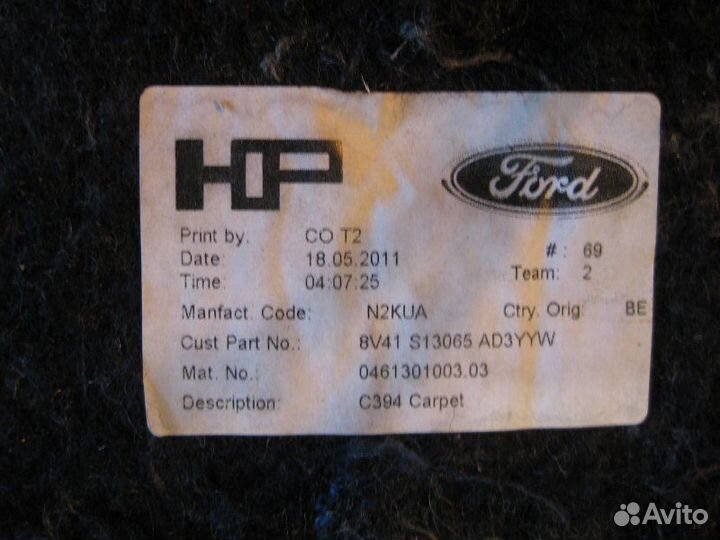 HP
Ford
Print by: CO T2
Date: 18.05.2011 #: 69
Time: 04:07:25 Team: 2
Manfact. Code: N2KUA Ctry. Orig: BE
Cust Part No.: 8V41 S13065 AD3YYW
Mat. No.: 0461301003.03
Description: C394 Carpet
Avito